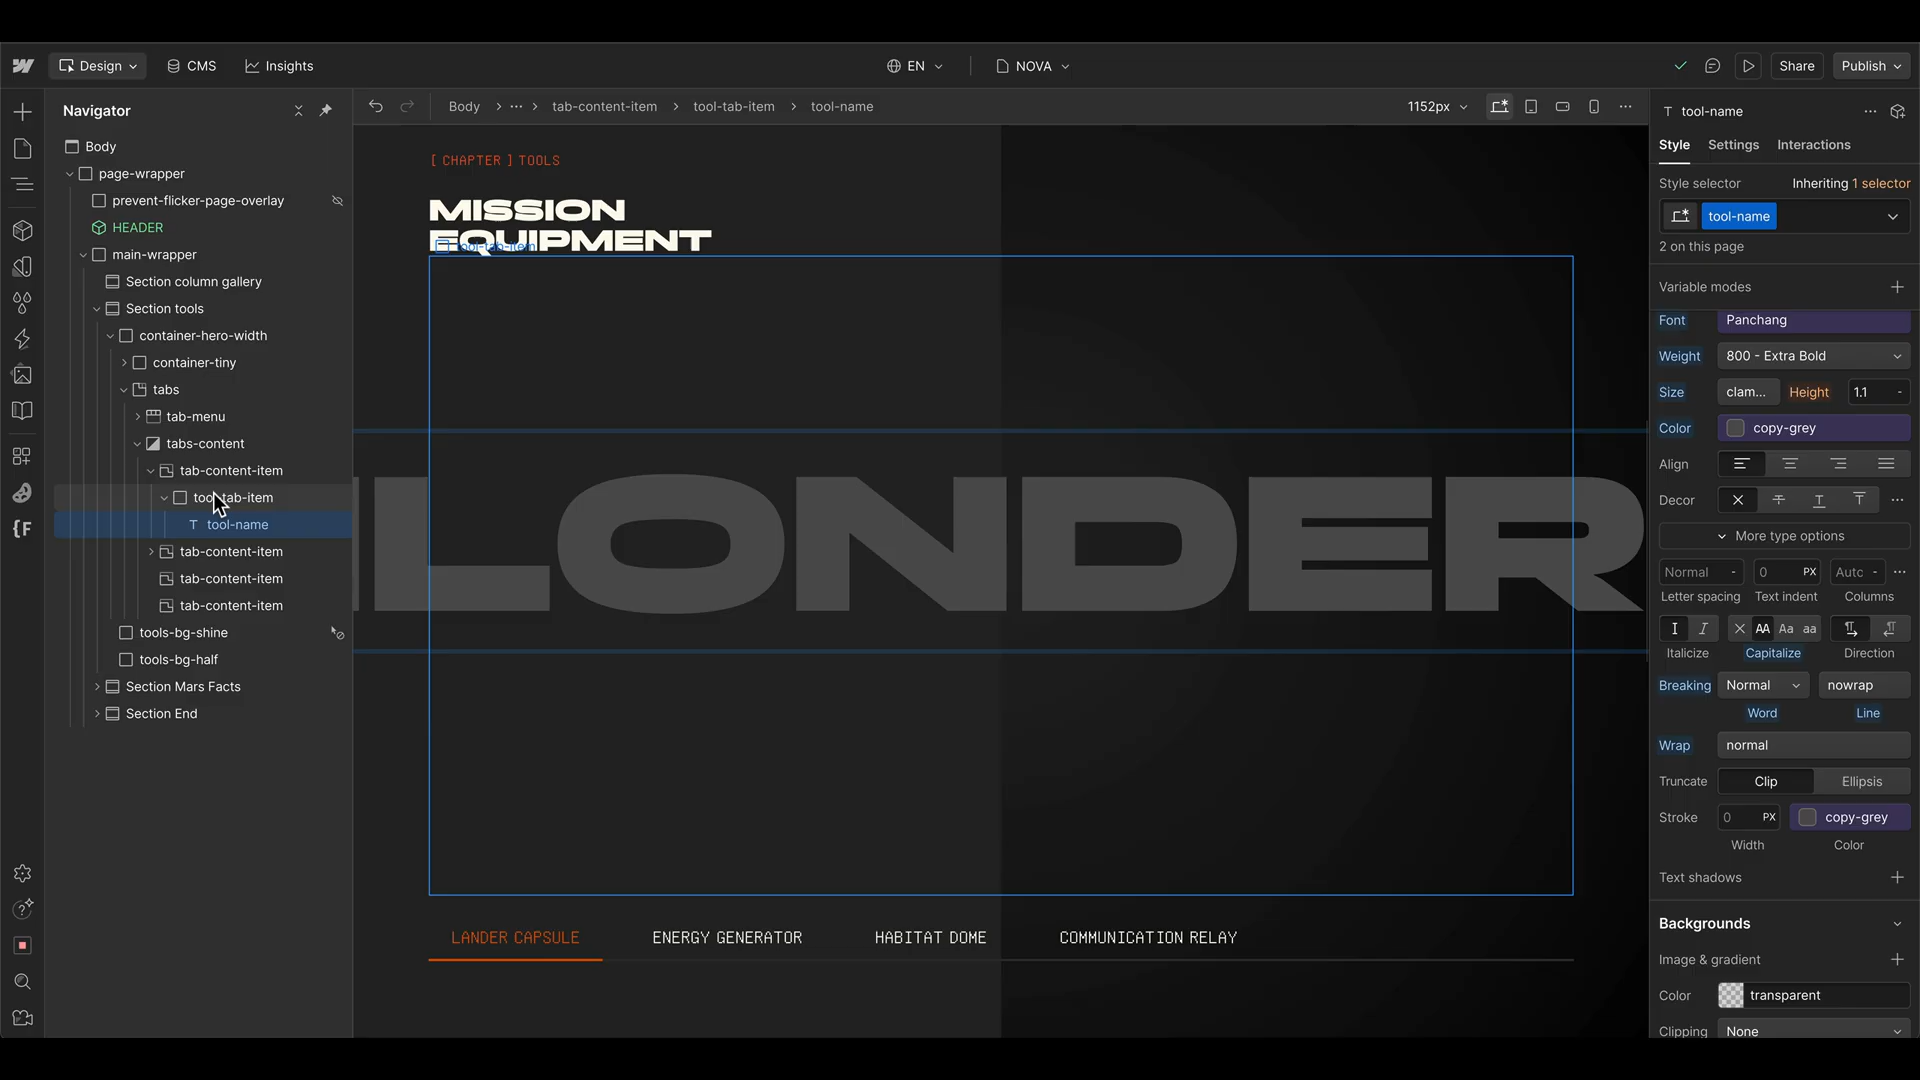 Design
CMS
Insights
EN
NOVA
Share
Publish
Navigator
Body > ... > tab-content-item > tool-tab-item > tool-name
1152px
Body
page-wrapper
prevent-flicker-page-overlay
HEADER
main-wrapper
Section column gallery
Section tools
container-hero-width
container-tiny
tabs
tab-menu
tabs-content
tab-content-item
tool-tab-item
tool-name
tab-content-item
tab-content-item
tab-content-item
tools-bg-shine
tools-bg-half
Section Mars Facts
Section End
[ CHAPTER ] TOOLS
MISSION
EQUIPMENT
tool-tab-item
LONDER
LANDER CAPSULE
ENERGY GENERATOR
HABITAT DOME
COMMUNICATION RELAY
T tool-name
Style Settings Interactions
Style selector Inheriting 1 selector
tool-name
2 on this page
Variable modes
Font Panchang
Weight 800 - Extra Bold
Size clam... Height 1.1 -
Color copy-grey
Align
Decor
More type options
Normal - 0 PX Auto -
Letter spacing Text indent Columns
AA Aa aa
Italicize Capitalize Direction
Breaking Normal nowrap
Word Line
Wrap normal
Truncate Clip Ellipsis
Stroke 0 PX copy-grey
Width Color
Text shadows
Backgrounds
Image & gradient
Color transparent
Clipping None